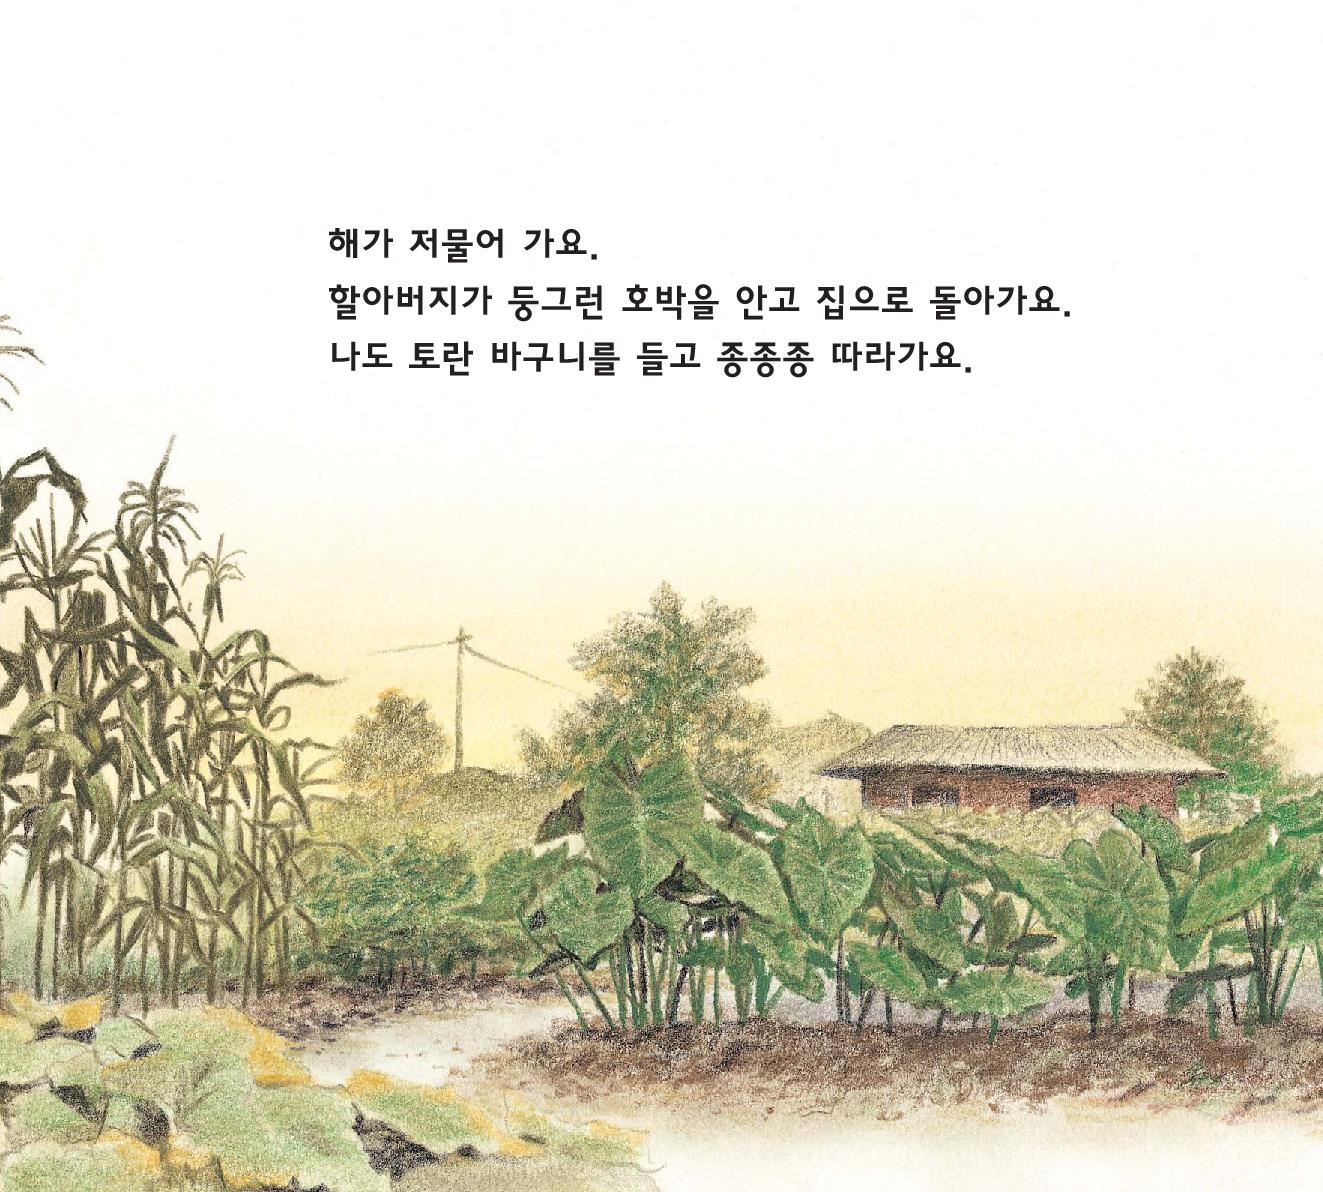 해가 저물어 가요.
할아버지가 둥그런 호박을 안고 집으로 돌아가요.
나도 토란 바구니를 들고 종종종 따라가요.